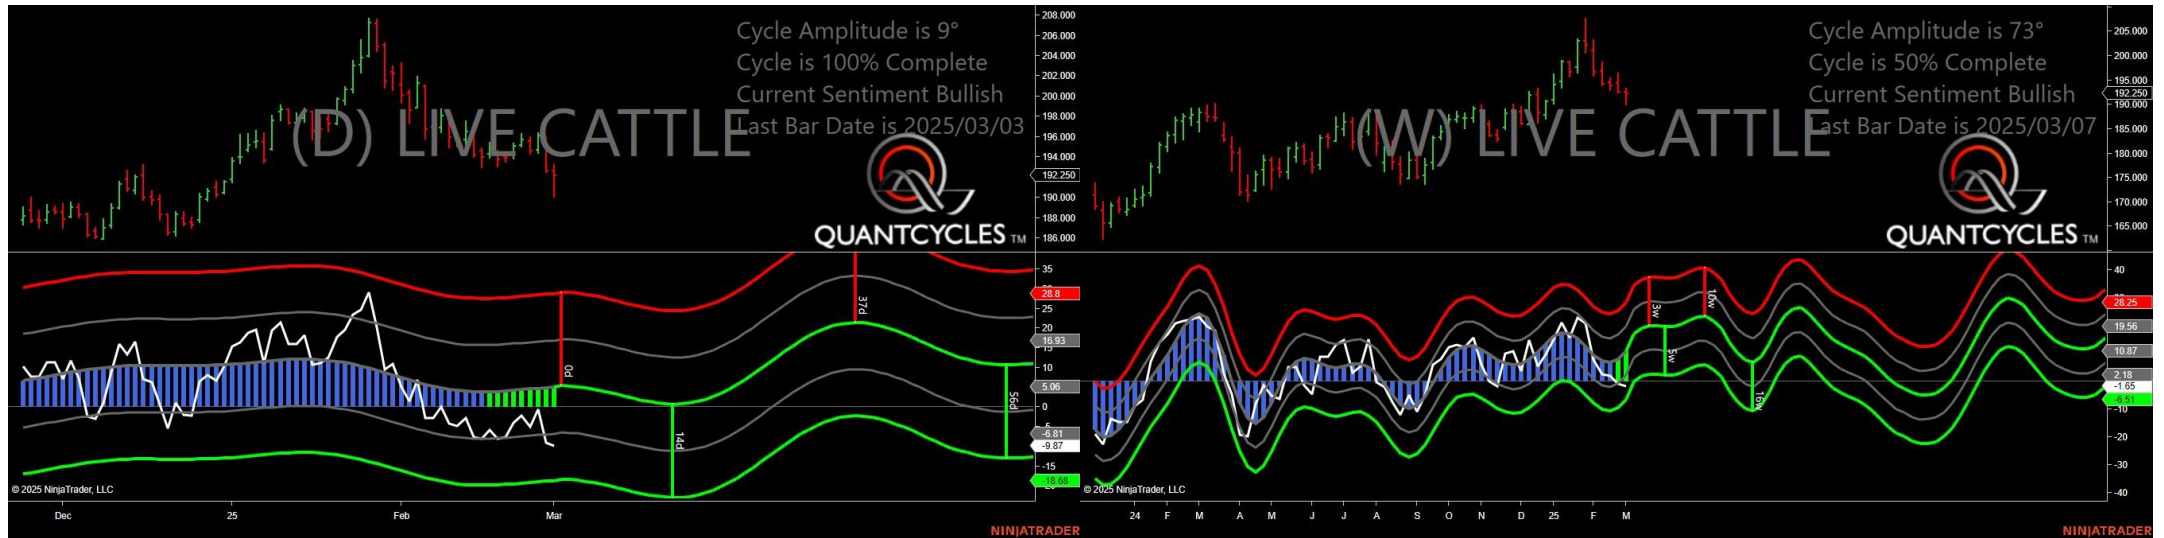 Cycle Amplitude is 9°
Cycle is 100% Complete
Current Sentiment Bullish
Last Bar Date is 2025/03/03
(D) LIVE CATTLE
QUANTCYCLES TM
208.000
206.000
204.000
202.000
200.000
198.000
196.000
194.000
192.250
190.000
188.000
186.000
35
28.8
25
20
16.93
10
5.06
0
-6.81
-9.87
-15
-18.68
0d
14d
37d
56d
© 2025 NinjaTrader, LLC
Dec
25
Feb
Mar
NINJATRADER
Cycle Amplitude is 73°
Cycle is 50% Complete
Current Sentiment Bullish
Last Bar Date is 2025/03/07
(W) LIVE CATTLE
QUANTCYCLES TM
205.000
200.000
195.000
192.250
190.000
185.000
180.000
175.000
170.000
165.000
40
28.25
19.56
10.87
2.18
-1.65
-6.51
-10
-20
-30
-40
3w
5w
10w
16w
© 2025 NinjaTrader, LLC
24
F
M
A
M
J
J
A
S
O
N
D
25
F
M
NINJATRADER